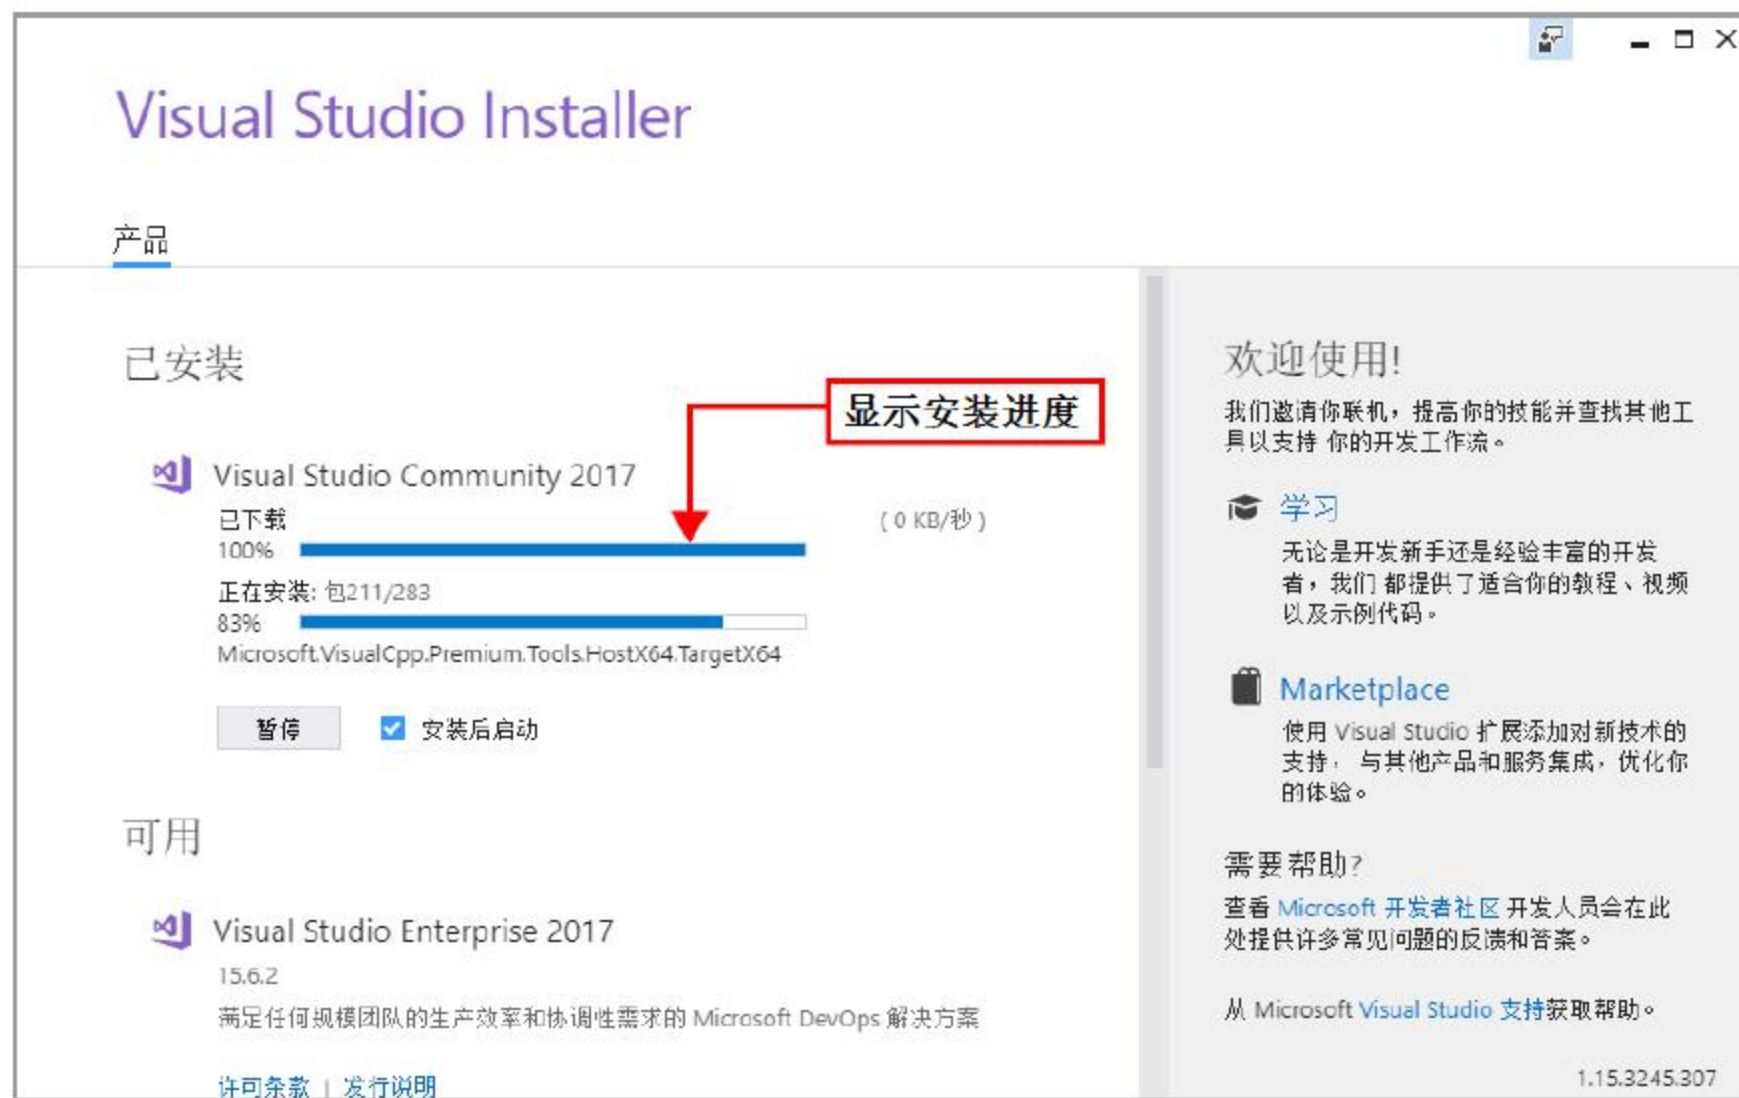 Visual Studio Installer
产品
已安装
显示安装进度
Visual Studio Community 2017
已下载
(0 KB/秒)
100%
正在安装: 包211/283
83%
Microsoft.VisualCpp.Premium.Tools.HostX64.TargetX64
暂停
安装后启动
可用
Visual Studio Enterprise 2017
15.6.2
满足任何规模团队的生产效率和协调性需求的 Microsoft DevOps 解决方案
许可条款 | 发行说明
欢迎使用!
我们邀请你联机，提高你的技能并查找其他工
具以支持 你的开发工作流。
学习
无论是开发新手还是经验丰富的开发
者，我们 都提供了适合你的教程、视频
以及示例代码。
Marketplace
使用 Visual Studio 扩展添加对新技术的
支持， 与其他产品和服务集成，优化你
的体验。
需要帮助?
查看 Microsoft 开发者社区 开发人员会在此
处提供许多常见问题的反馈和答案。
从 Microsoft Visual Studio 支持获取帮助。
1.15.3245.307